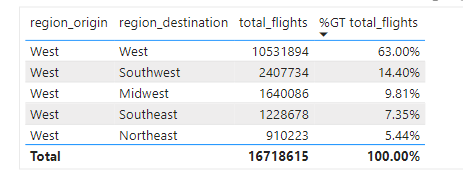 region_origin region_destination total_flights %GT total_flights
West West 10531894 63.00%
West Southwest 2407734 14.40%
West Midwest 1640086 9.81%
West Southeast 1228678 7.35%
West Northeast 910223 5.44%
Total 16718615 100.00%